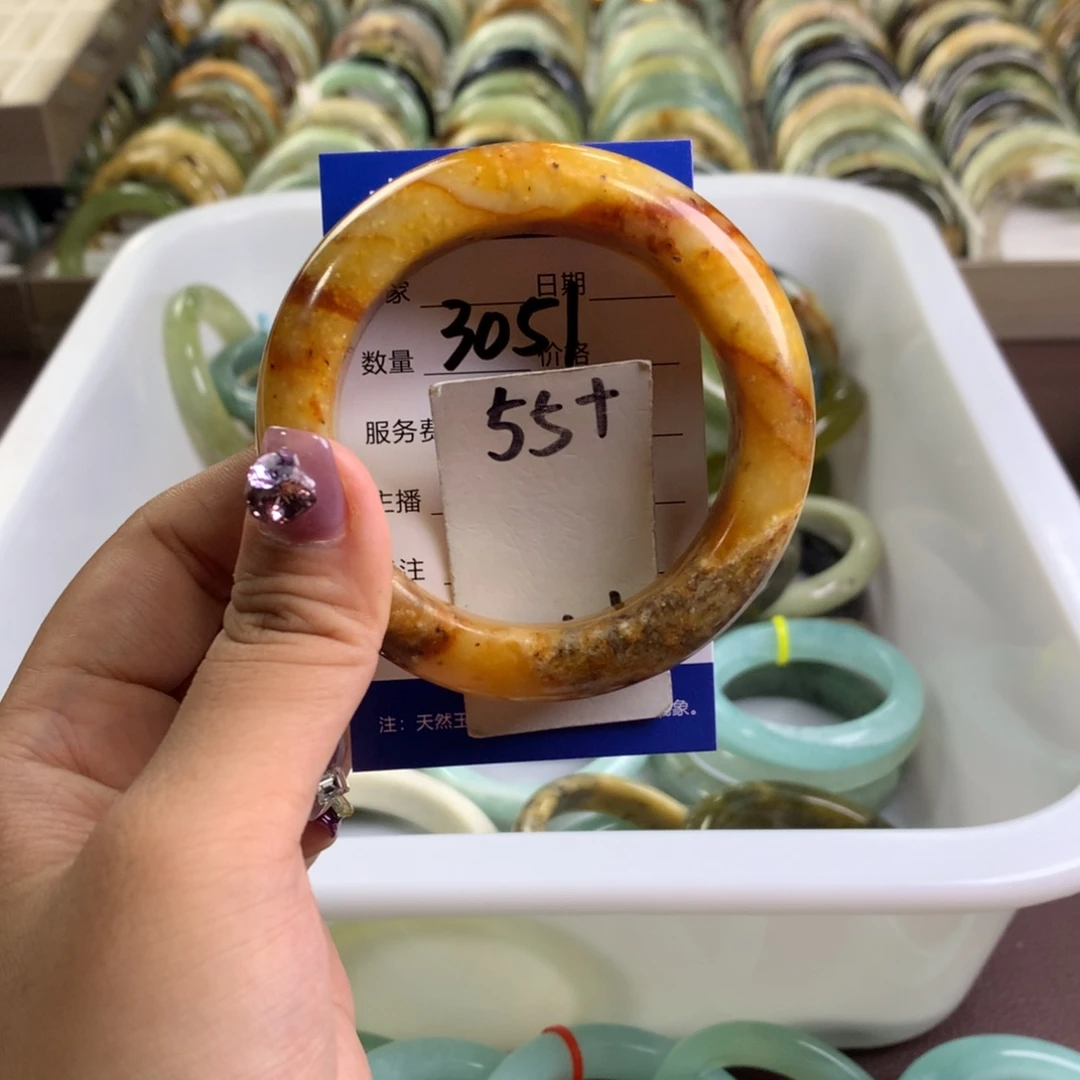 家 日期
3051
数量 价格
55+
服务费
主播
注
注：天然玉 象。